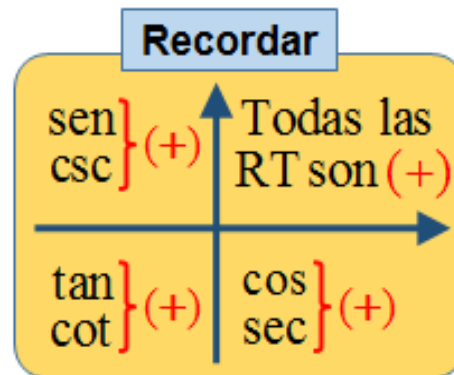 Recordar
sen
csc } (+)
Todas las
RT son (+)
tan
cot } (+)
cos
sec } (+)